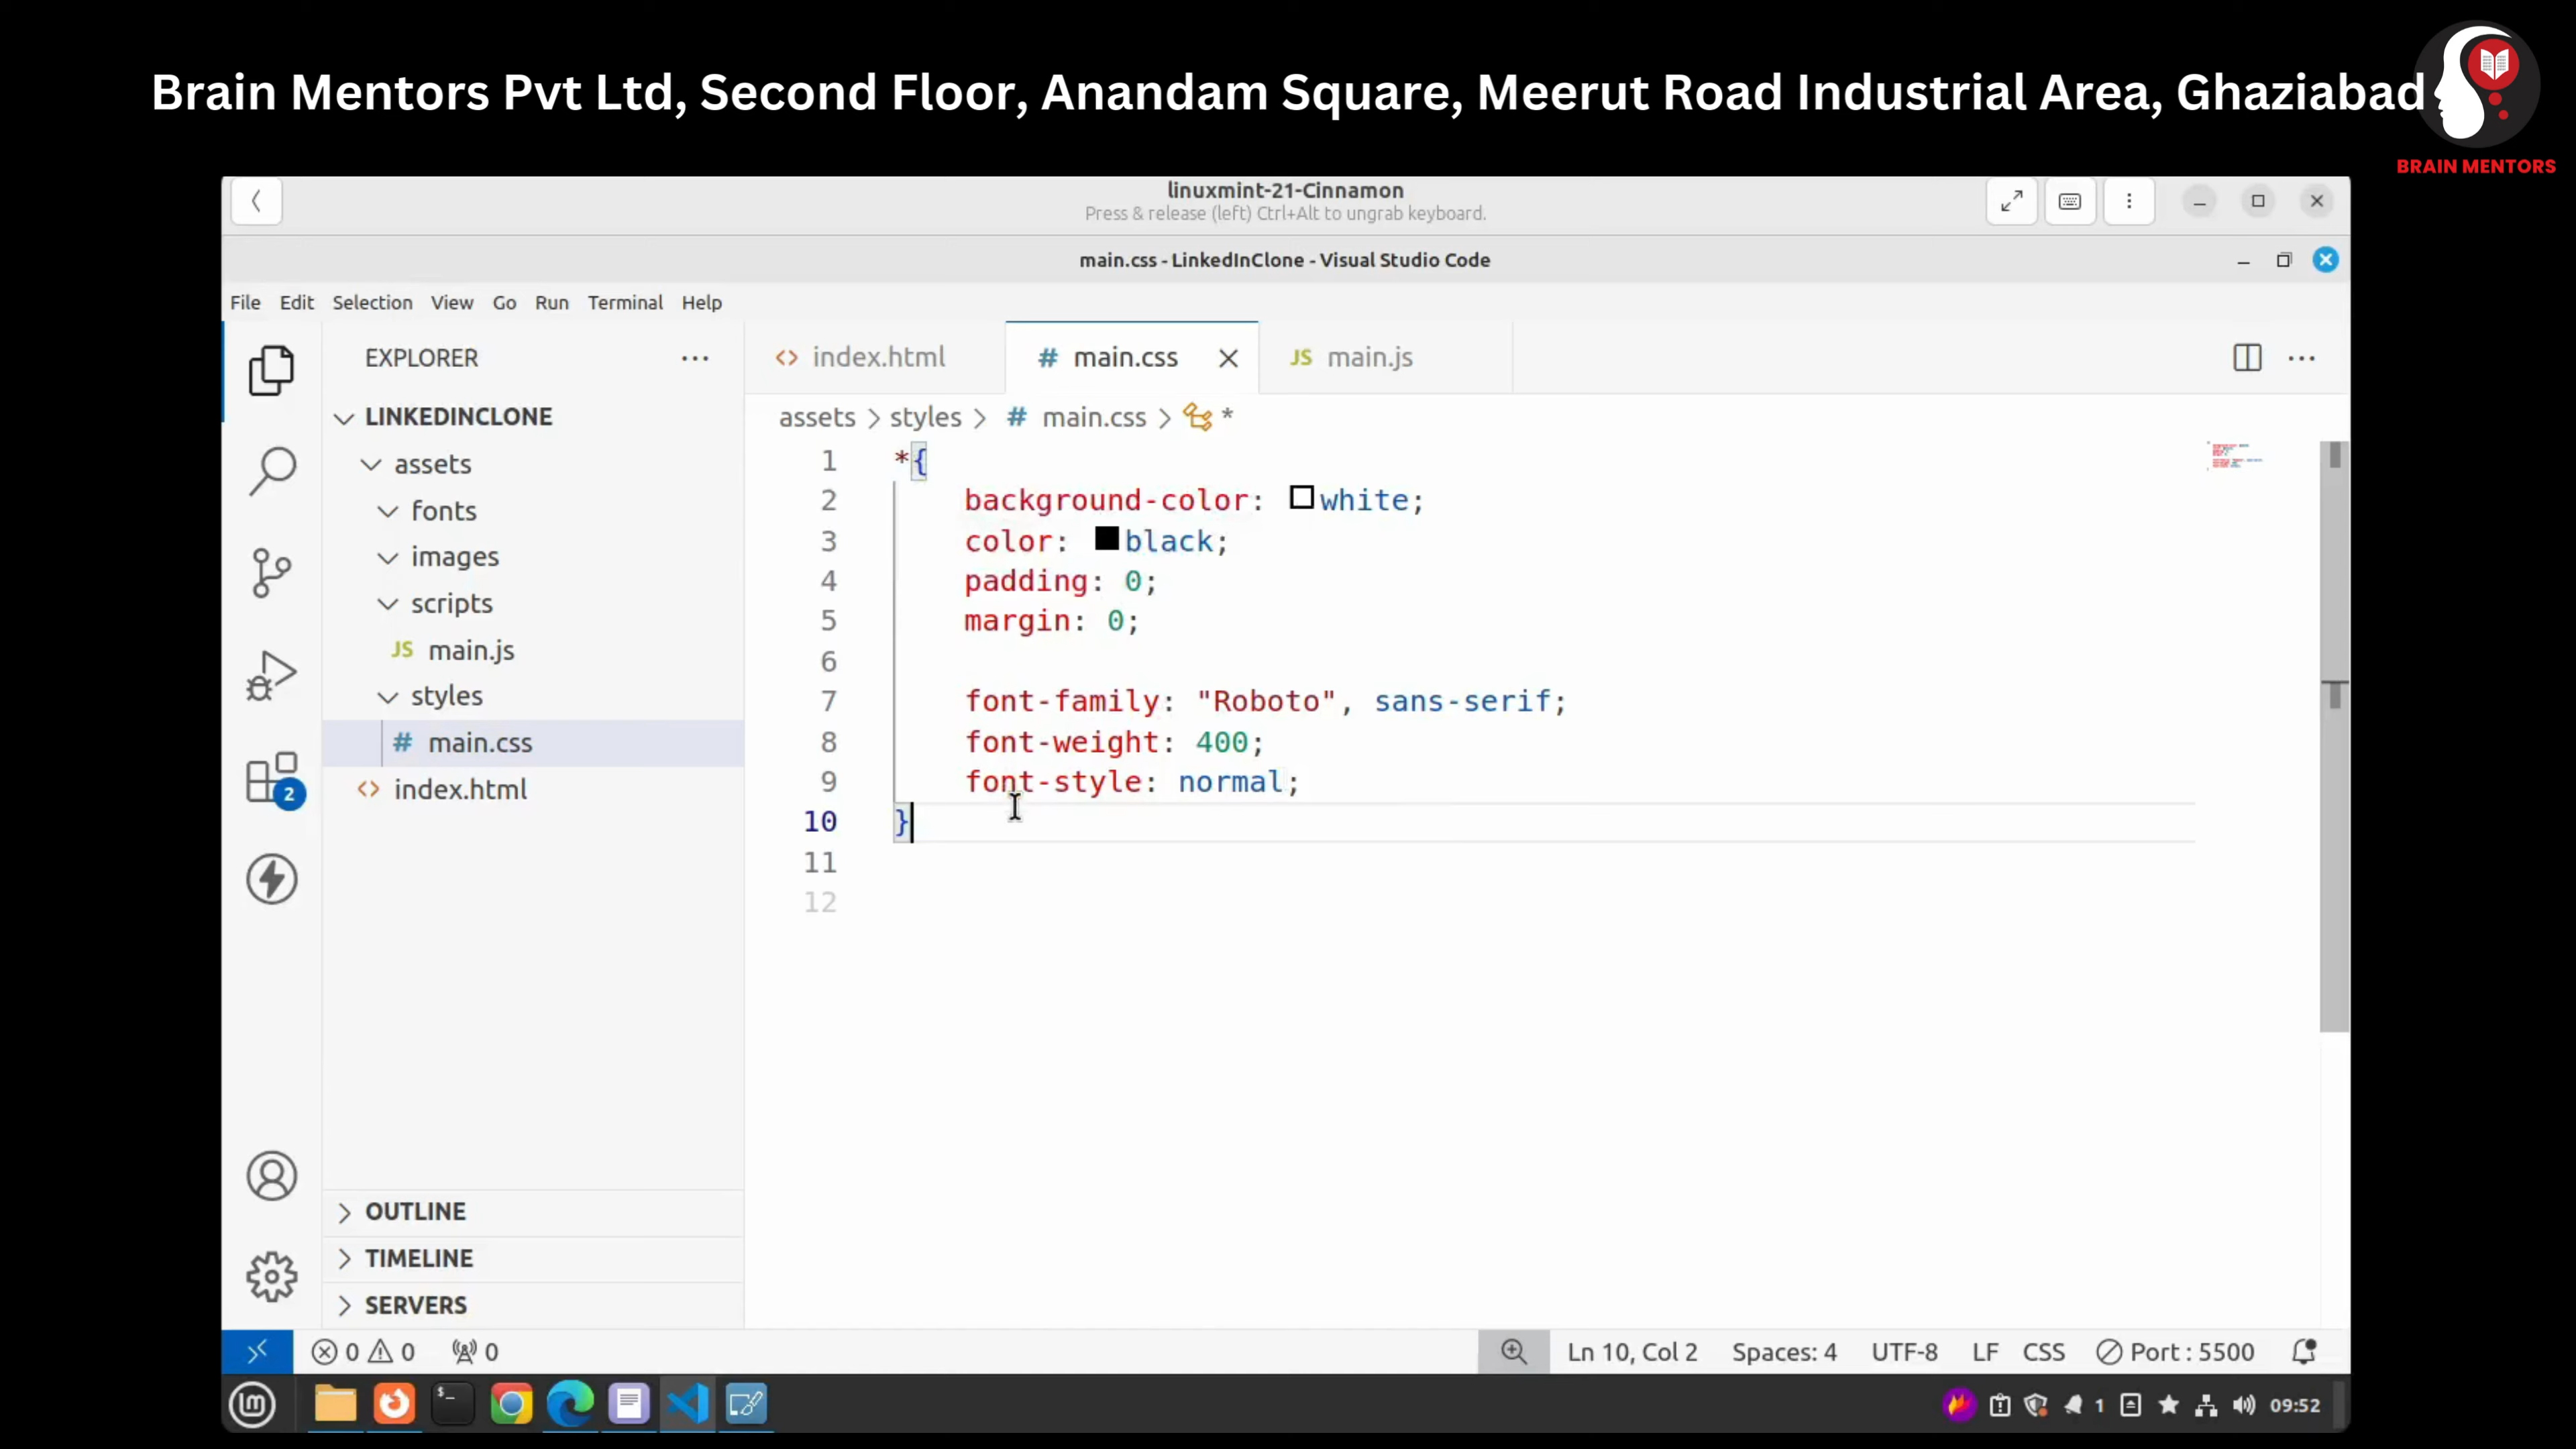 Brain Mentors Pvt Ltd, Second Floor, Anandam Square, Meerut Road Industrial Area, Ghaziabad
BRAIN MENTORS
linuxmint-21-Cinnamon
Press & release (left) Ctrl+Alt to ungrab keyboard.
main.css - LinkedInClone - Visual Studio Code
File Edit Selection View Go Run Terminal Help
EXPLORER
LINKEDINCLONE
assets
fonts
images
scripts
JS main.js
styles
# main.css
<> index.html
OUTLINE
TIMELINE
SERVERS
<> index.html # main.css JS main.js
assets > styles > # main.css > *
1 *{
2 background-color: white;
3 color: black;
4 padding: 0;
5 margin: 0;
6
7 font-family: "Roboto", sans-serif;
8 font-weight: 400;
9 font-style: normal;
10 }
11
12
2
0 0 0 Ln 10, Col 2 Spaces: 4 UTF-8 LF CSS Port : 5500
1 09:52